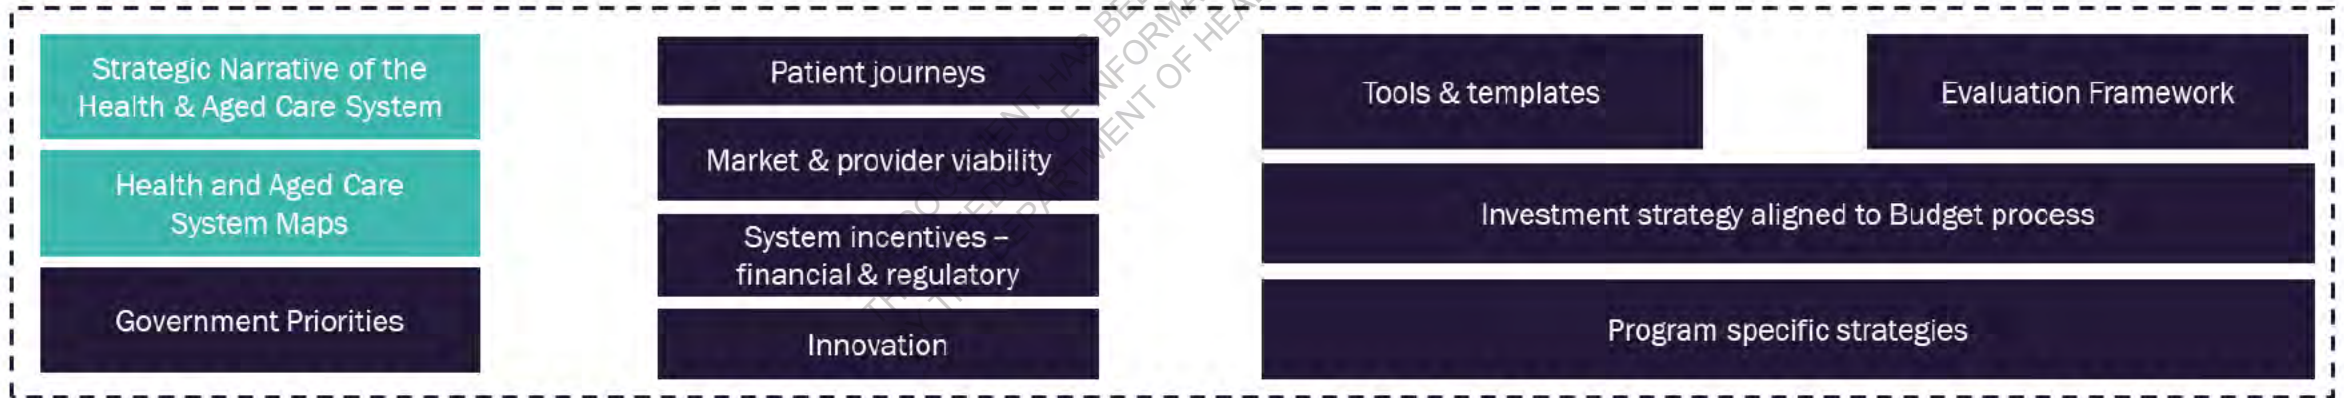 Strategic Narrative of the
Health & Aged Care System
Health and Aged Care
System Maps
Government Priorities
Patient journeys
Market & provider viability
System incentives –
financial & regulatory
Innovation
Tools & templates
Evaluation Framework
Investment strategy aligned to Budget process
Program specific strategies